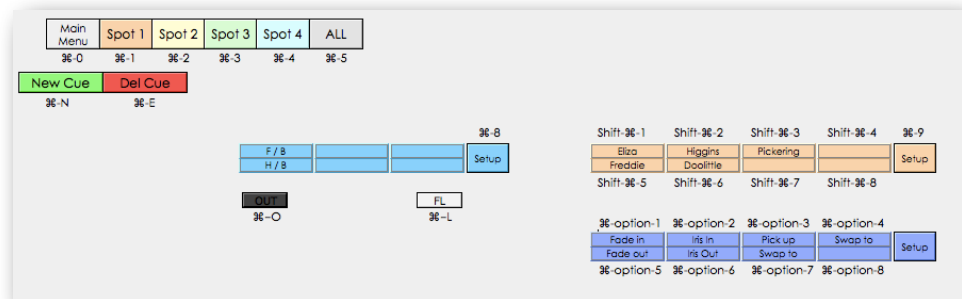 Main Menu Spot 1 Spot 2 Spot 3 Spot 4 ALL
⌘-0 ⌘-1 ⌘-2 ⌘-3 ⌘-4 ⌘-5
New Cue Del Cue
⌘-N ⌘-E
⌘-8 Shift-⌘-1 Shift-⌘-2 Shift-⌘-3 Shift-⌘-4 ⌘-9
F / B Setup Eliza Higgins Pickering Setup
H / B Freddie Doolittle
Shift-⌘-5 Shift-⌘-6 Shift-⌘-7 Shift-⌘-8
OUT FL
⌘-O ⌘-L
⌘-option-1 ⌘-option-2 ⌘-option-3 ⌘-option-4
Fade in Iris In Pick up Swap to Setup
Fade out Iris Out Swap to
⌘-option-5 ⌘-option-6 ⌘-option-7 ⌘-option-8